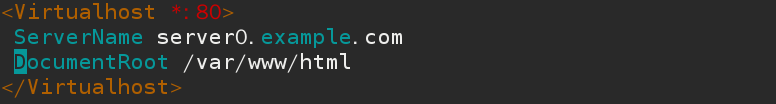 <Virtualhost *:80>
ServerName server0.example.com
DocumentRoot /var/www/html
</Virtualhost>